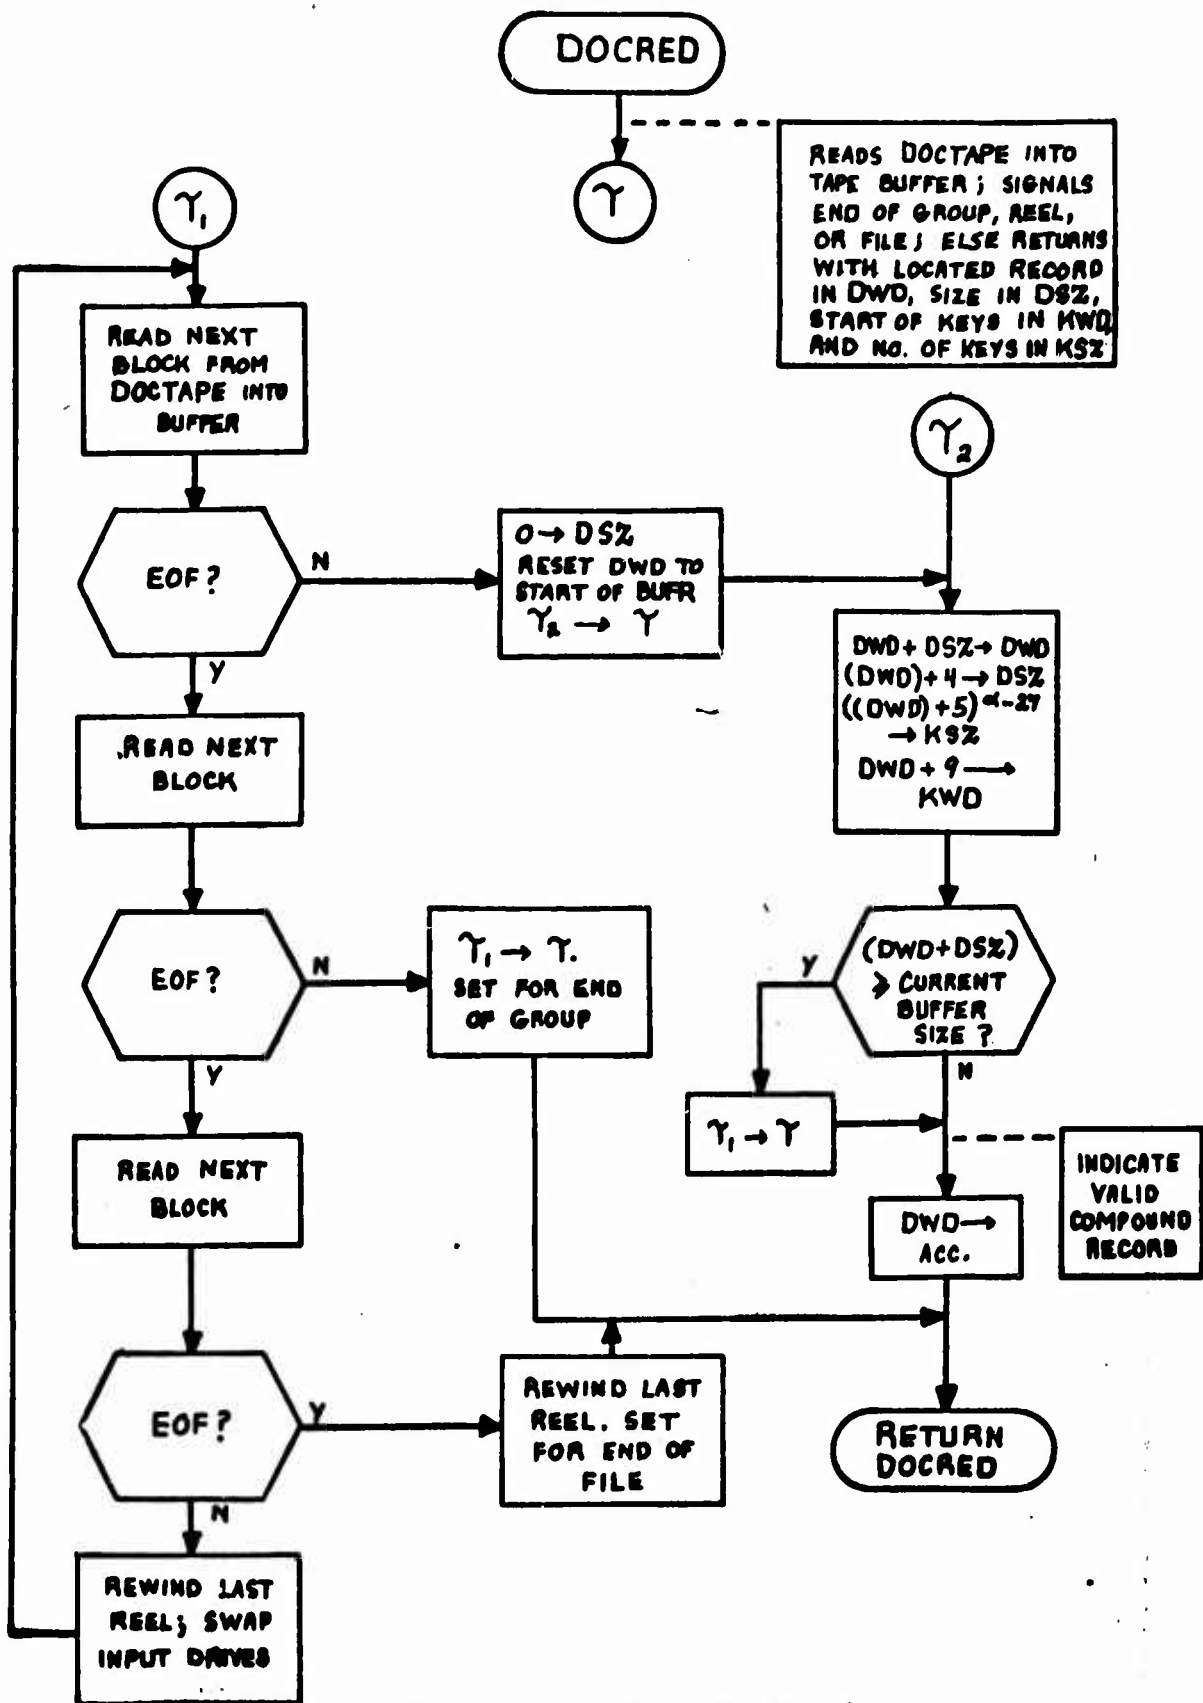 DOCRED
ϒ
READS DOCTAPE INTO
TAPE BUFFER; SIGNALS
END OF GROUP, REEL,
OR FILE; ELSE RETURNS
WITH LOCATED RECORD
IN DWD, SIZE IN DSZ,
START OF KEYS IN KWD,
AND NO. OF KEYS IN KSZ
ϒ₁
READ NEXT
BLOCK FROM
DOCTAPE INTO
BUFFER
EOF?
N
Y
0 → DSZ
RESET DWD TO
START OF BUFR
ϒ₂ → ϒ
ϒ₂
DWD + DSZ → DWD
(DWD) + 4 → DSZ
((DWD) + 5)^α-27
→ KSZ
DWD + 9 →
KWD
READ NEXT
BLOCK
EOF?
N
Y
ϒ₁ → ϒ.
SET FOR END
OF GROUP
(DWD+DSZ)
≥ CURRENT
BUFFER
SIZE ?
Y
N
ϒ₁ → ϒ
INDICATE
VALID
COMPOUND
RECORD
DWD →
ACC.
READ NEXT
BLOCK
EOF?
Y
N
REWIND LAST
REEL. SET
FOR END OF
FILE
RETURN
DOCRED
REWIND LAST
REEL; SWAP
INPUT DRIVES